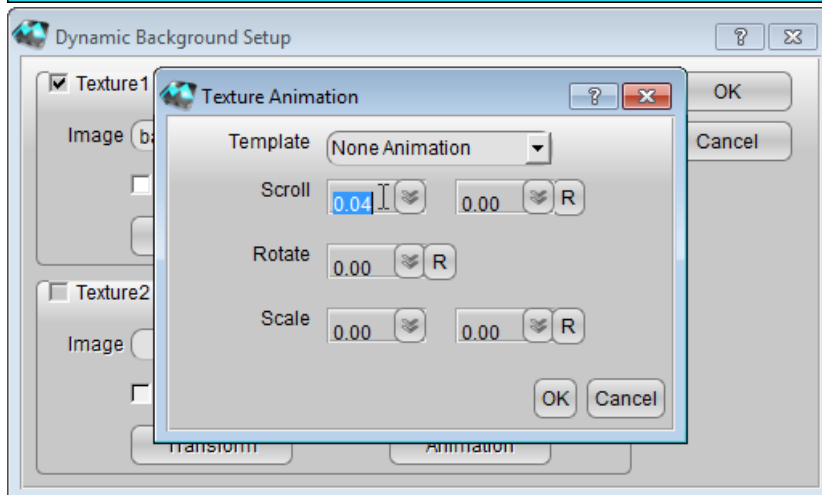 Dynamic Background Setup
Texture1
Texture Animation
OK
Image
Template None Animation
Cancel
Scroll 0.04 0.00 R
Rotate 0.00 R
Texture2
Scale 0.00 0.00 R
Image
OK Cancel
Transform Animation